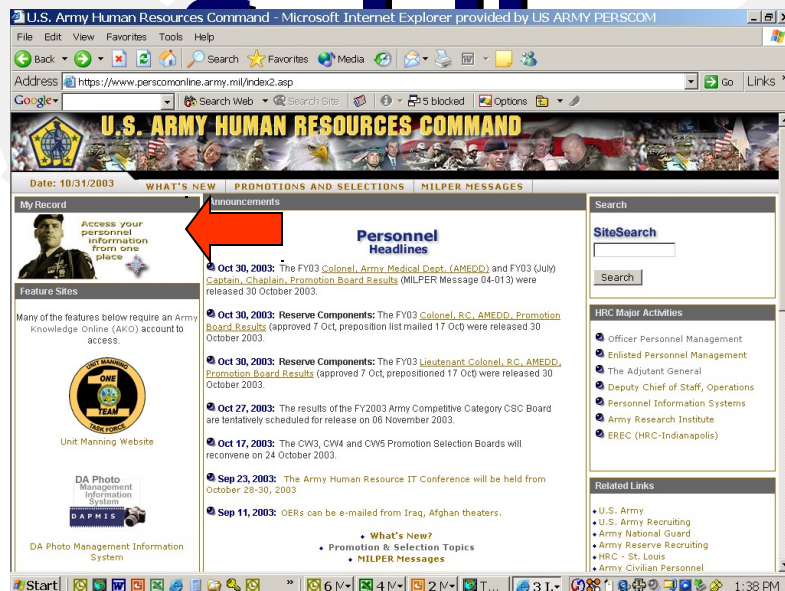 U.S. Army Human Resources Command - Microsoft Internet Explorer provided by US ARMY PERSCOM
File Edit View Favorites Tools Help
Back Search Favorites Media
Address https://www.perscomonline.army.mil/index2.asp Go Links
Google Search Web Search Site 5 blocked Options
U.S. ARMY HUMAN RESOURCES COMMAND
Date: 10/31/2003 WHAT'S NEW PROMOTIONS AND SELECTIONS MILPER MESSAGES
My Record
Access your
personnel
information
from one
place
Feature Sites
Many of the features below require an Army
Knowledge Online (AKO) account to
access.
UNIT MANNING
ONE
TEAM
TASK FORCE
Unit Manning Website
DA Photo
Management
Information
System
DAPMIS
DA Photo Management Information
System
Announcements
Personnel
Headlines
Oct 30, 2003: The FY03 Colonel, Army Medical Dept. (AMEDD) and FY03 (July)
Captain, Chaplain, Promotion Board Results (MILPER Message 04-013) were
released 30 October 2003.
Oct 30, 2003: Reserve Components: The FY03 Colonel, RC, AMEDD, Promotion
Board Results (approved 7 Oct, preposition list mailed 17 Oct) were released 30
October 2003.
Oct 30, 2003: Reserve Components: The FY03 Lieutenant Colonel, RC, AMEDD,
Promotion Board Results (approved 7 Oct, prepositioned 17 Oct) were released 30
October 2003.
Oct 27, 2003: The results of the FY2003 Army Competitive Category CSC Board
are tentatively scheduled for release on 06 November 2003.
Oct 17, 2003: The CW3, CW4 and CW5 Promotion Selection Boards will
reconvene on 24 October 2003.
Sep 23, 2003: The Army Human Resource IT Conference will be held from
October 28-30, 2003
Sep 11, 2003: OERs can be e-mailed from Iraq, Afghan theaters.
What's New?
Promotion & Selection Topics
MILPER Messages
Search
SiteSearch
Search
HRC Major Activities
Officer Personnel Management
Enlisted Personnel Management
The Adjutant General
Deputy Chief of Staff, Operations
Personnel Information Systems
Army Research Institute
EREC (HRC-Indianapolis)
Related Links
U.S. Army
U.S. Army Recruiting
Army National Guard
Army Reserve Recruiting
HRC - St. Louis
Army Civilian Personnel
Start 6 M 4 M 2 M T... 3 I. 1:38 PM